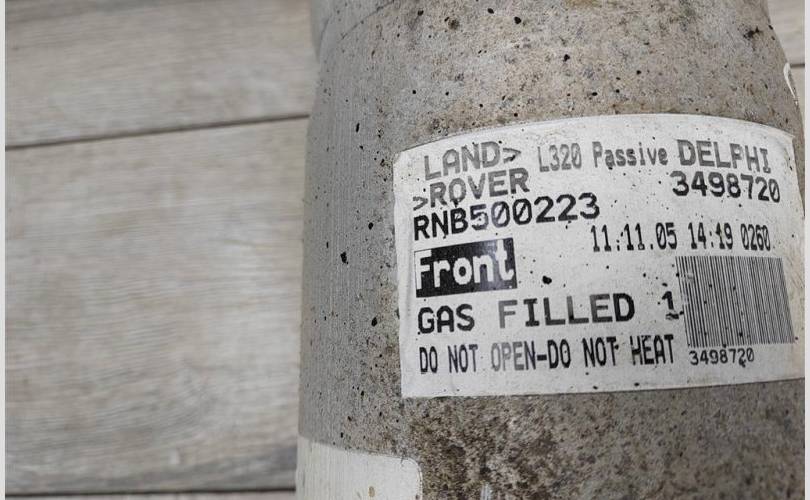 LAND> L320 Passive DELPHI
>ROVER 3498720
RNB500223
11.11.05 14:19 0260
Front
GAS FILLED 1
DO NOT OPEN-DO NOT HEAT 3498720